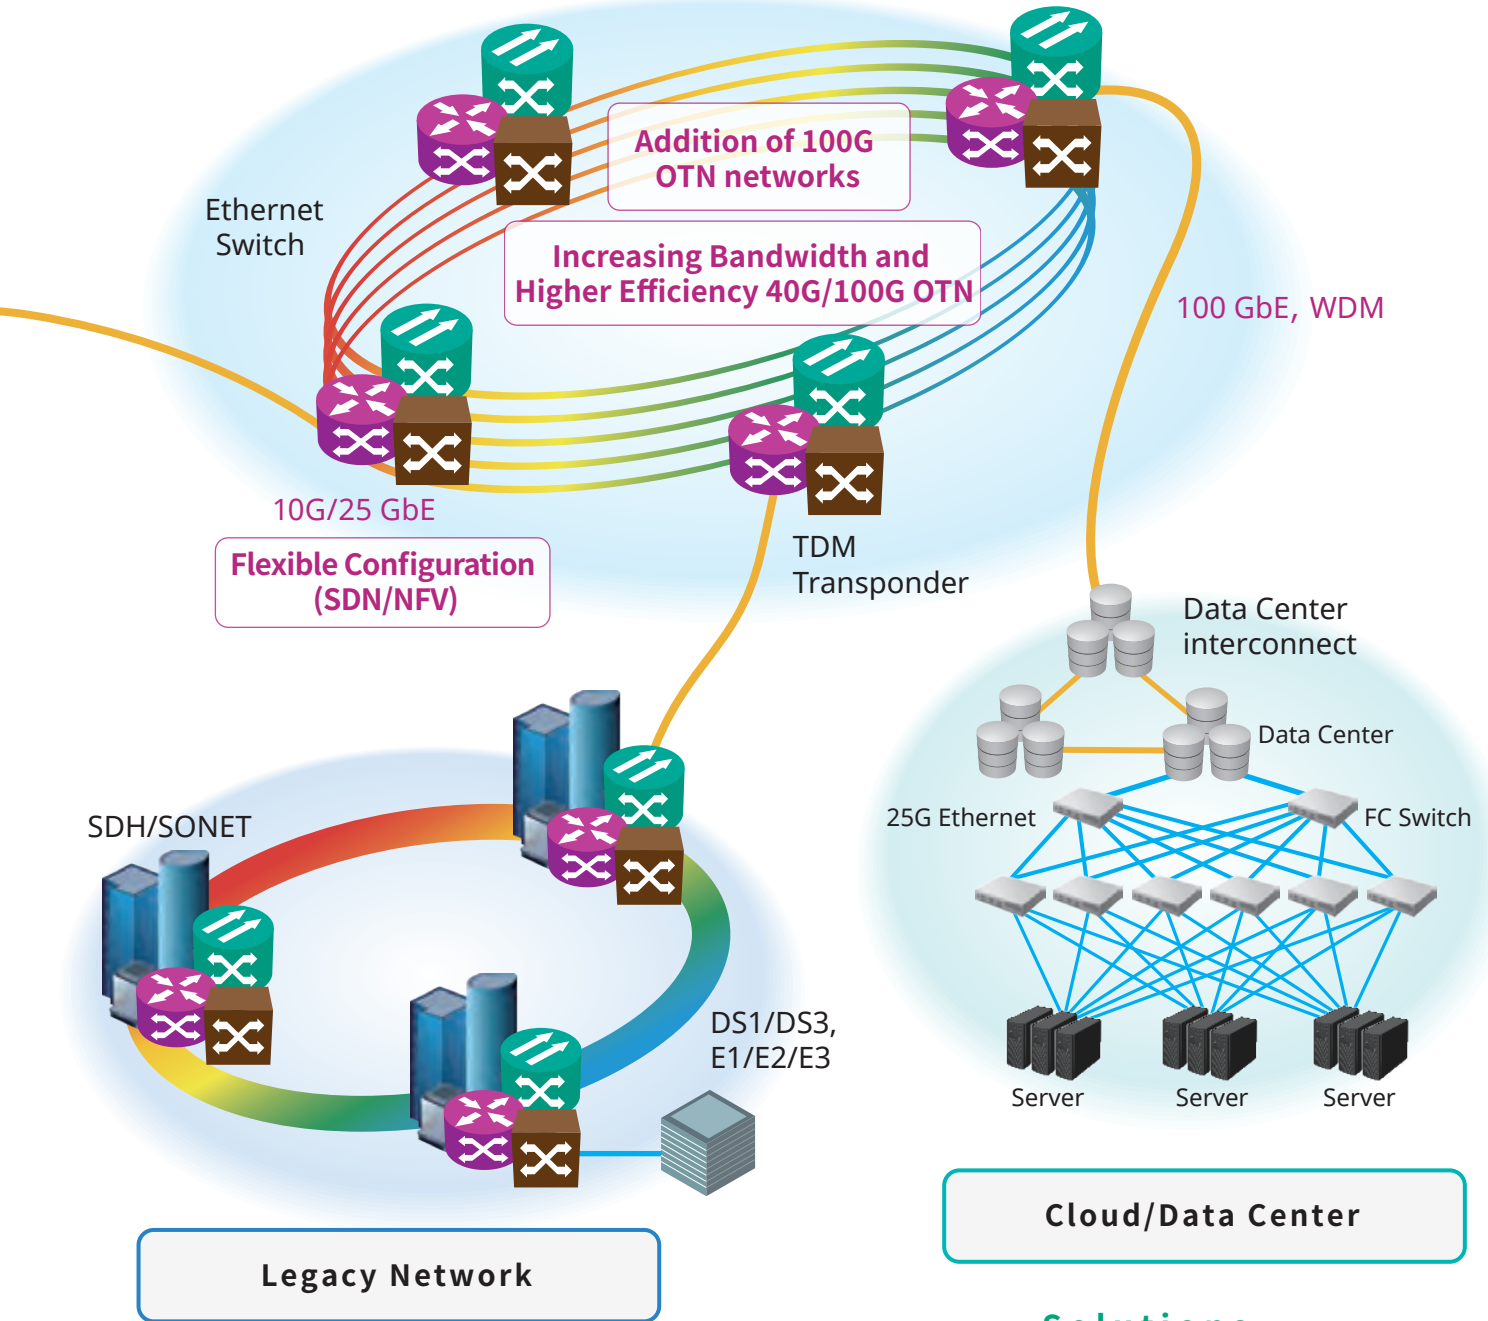 Addition of 100G
OTN networks
Ethernet
Switch
Increasing Bandwidth and
Higher Efficiency 40G/100G OTN
100 GbE, WDM
10G/25 GbE
Flexible Configuration
(SDN/NFV)
TDM
Transponder
Data Center
interconnect
Data Center
25G Ethernet
FC Switch
SDH/SONET
DS1/DS3,
E1/E2/E3
Server
Server
Server
Cloud/Data Center
Legacy Network
Solutions